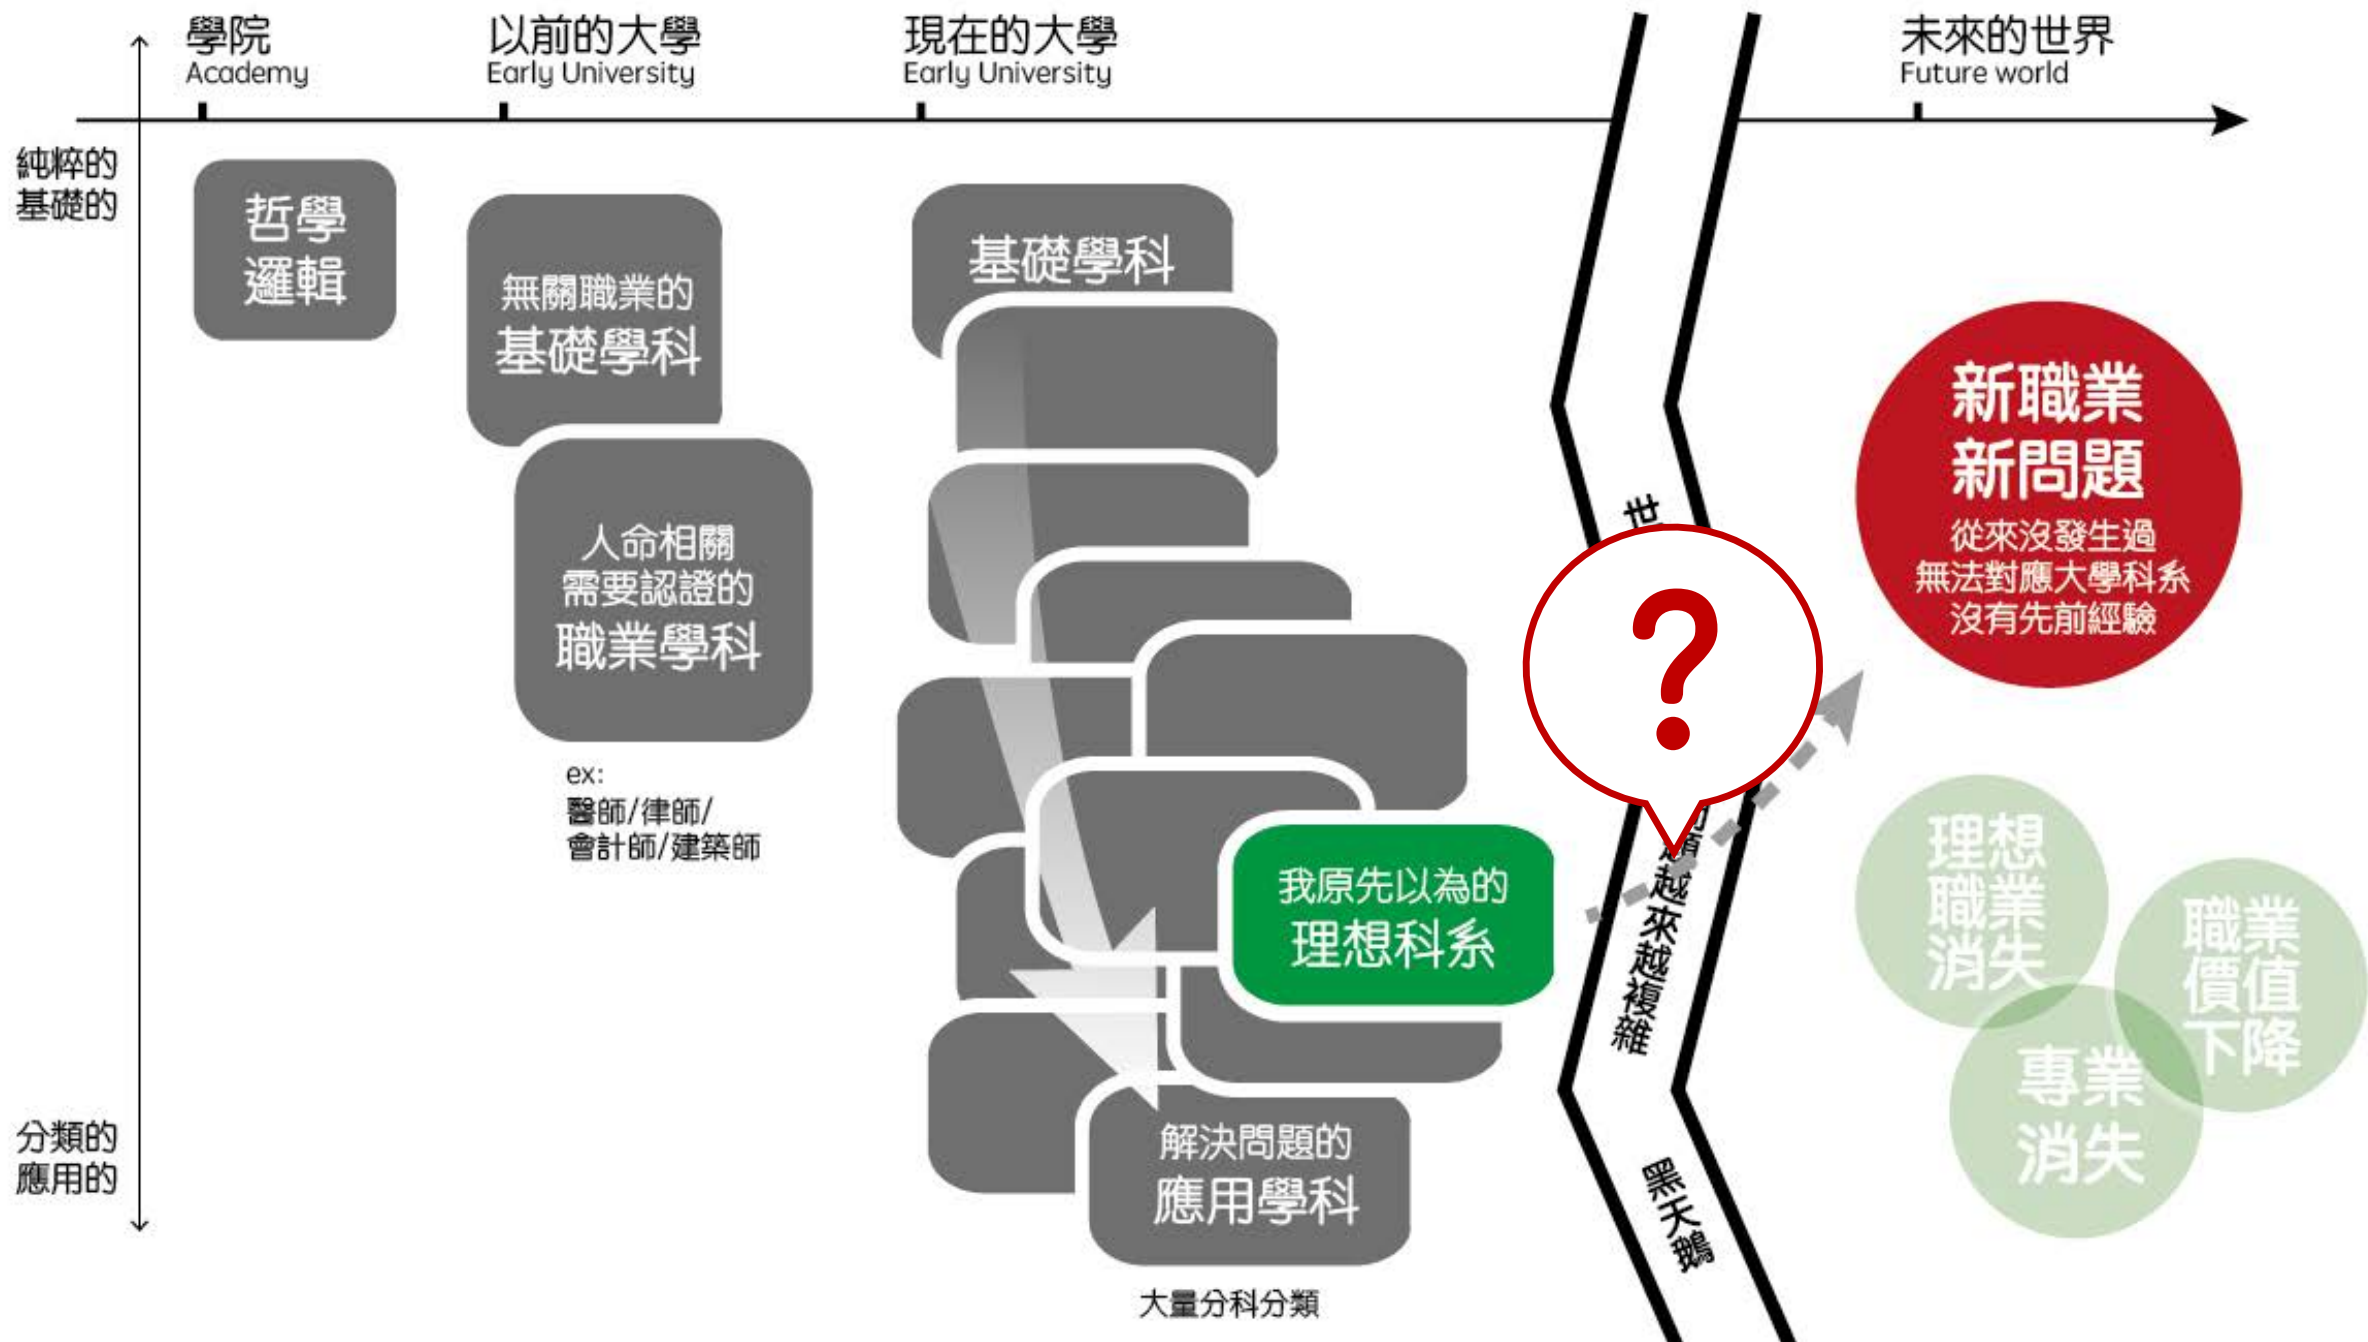 學院
Academy
以前的大學
Early University
現在的大學
Early University
未來的世界
Future world
純粹的
基礎的
分類的
應用的
哲學
邏輯
無關職業的
基礎學科
人命相關
需要認證的
職業學科
ex:
醫師/律師/
會計師/建築師
基礎學科
我原先以為的
理想科系
解決問題的
應用學科
大量分科分類
世
?
越來越複雜
黑天鵝
新職業
新問題
從來沒發生過
無法對應大學科系
沒有先前經驗
理想
職業
消失
職業
價值
下降
專業
消失